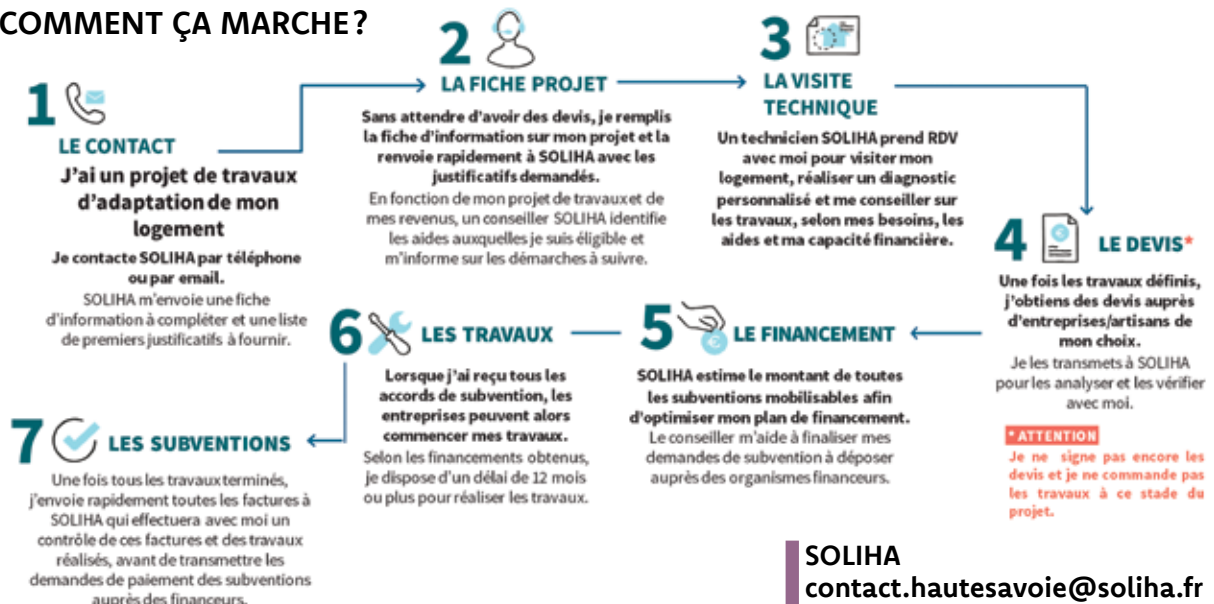 COMMENT ÇA MARCHE?
1
LE CONTACT
J'ai un projet de travaux
d'adaptation de mon
logement
Je contacte SOLIHA par téléphone
ou par email.
SOLIHA m'envoie une fiche
d'information à compléter et une liste
de premiers justificatifs à fournir.
2
LA FICHE PROJET
Sans attendre d'avoir des devis, je remplis
la fiche d'information sur mon projet et la
renvoie rapidement à SOLIHA avec les
justificatifs demandés.
En fonction de mon projet de travaux et de
mes revenus, un conseiller SOLIHA identifie
les aides auxquelles je suis éligible et
m'informe sur les démarches à suivre.
3
LA VISITE
TECHNIQUE
Un technicien SOLIHA prend RDV
avec moi pour visiter mon
logement, réaliser un diagnostic
personnalisé et me conseiller sur
les travaux, selon mes besoins, les
aides et ma capacité financière.
4
LE DEVIS*
Une fois les travaux définis,
j'obtiens des devis auprès
d'entreprises/artisans de
mon choix.
Je les transmets à SOLIHA
pour les analyser et les vérifier
avec moi.
* ATTENTION
Je ne signe pas encore les
devis et je ne commande pas
les travaux à ce stade du
projet.
5
€
LE FINANCEMENT
SOLIHA estime le montant de toutes
les subventions mobilisables afin
d'optimiser mon plan de financement.
Le conseiller m'aide à finaliser mes
demandes de subvention à déposer
auprès des organismes financeurs.
6
LES TRAVAUX
Lorsque j'ai reçu tous les
accords de subvention, les
entreprises peuvent alors
commencer mes travaux.
Selon les financements obtenus,
je dispose d'un délai de 12 mois
ou plus pour réaliser les travaux.
7
LES SUBVENTIONS
Une fois tous les travaux terminés,
j'envoie rapidement toutes les factures à
SOLIHA qui effectuera avec moi un
contrôle de ces factures et des travaux
réalisés, avant de transmettre les
demandes de paiement des subventions
auprès des financeurs.
SOLIHA
contact.hautesavoie@soliha.fr